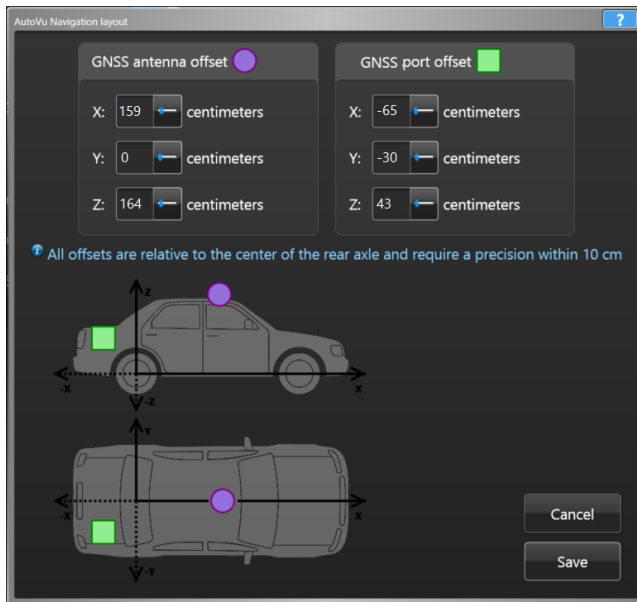 AutoVu Navigation layout
?
GNSS antenna offset
X: 159 centimeters
Y: 0 centimeters
Z: 164 centimeters
GNSS port offset
X: -65 centimeters
Y: -30 centimeters
Z: 43 centimeters
i All offsets are relative to the center of the rear axle and require a precision within 10 cm
Z
-X X
-Z
Y
-X X
-Y
Cancel
Save